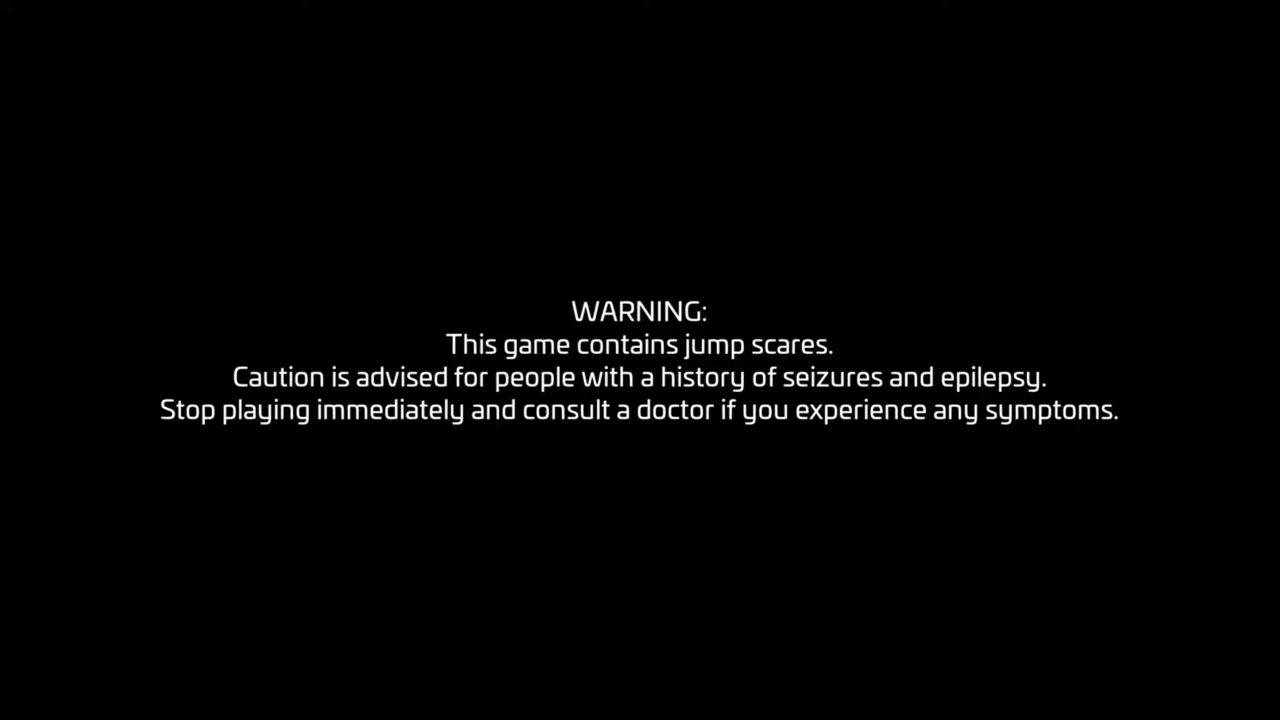 WARNING:
This game contains jump scares.
Caution is advised for people with a history of seizures and epilepsy.
Stop playing immediately and consult a doctor if you experience any symptoms.